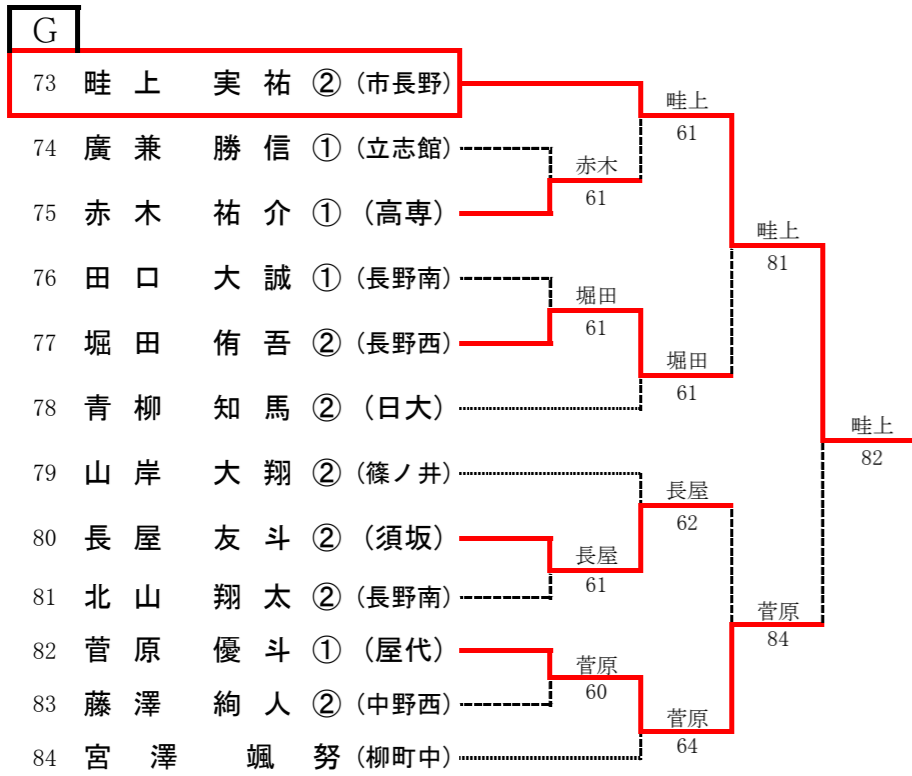 G
73 畦上 実祐 ② (市長野)
74 廣兼 勝信 ① (立志館)
75 赤木 祐介 ① (高専)
76 田口 大誠 ① (長野南)
77 堀田 侑吾 ② (長野西)
78 青柳 知馬 ② (日大)
79 山岸 大翔 ② (篠ノ井)
80 長屋 友斗 ② (須坂)
81 北山 翔太 ② (長野南)
82 菅原 優斗 ① (屋代)
83 藤澤 絢人 ② (中野西)
84 宮澤 颯努 (柳町中)
赤木
61
堀田
61
長屋
61
菅原
60
畦上
61
堀田
61
長屋
62
菅原
64
畦上
81
菅原
84
畦上
82